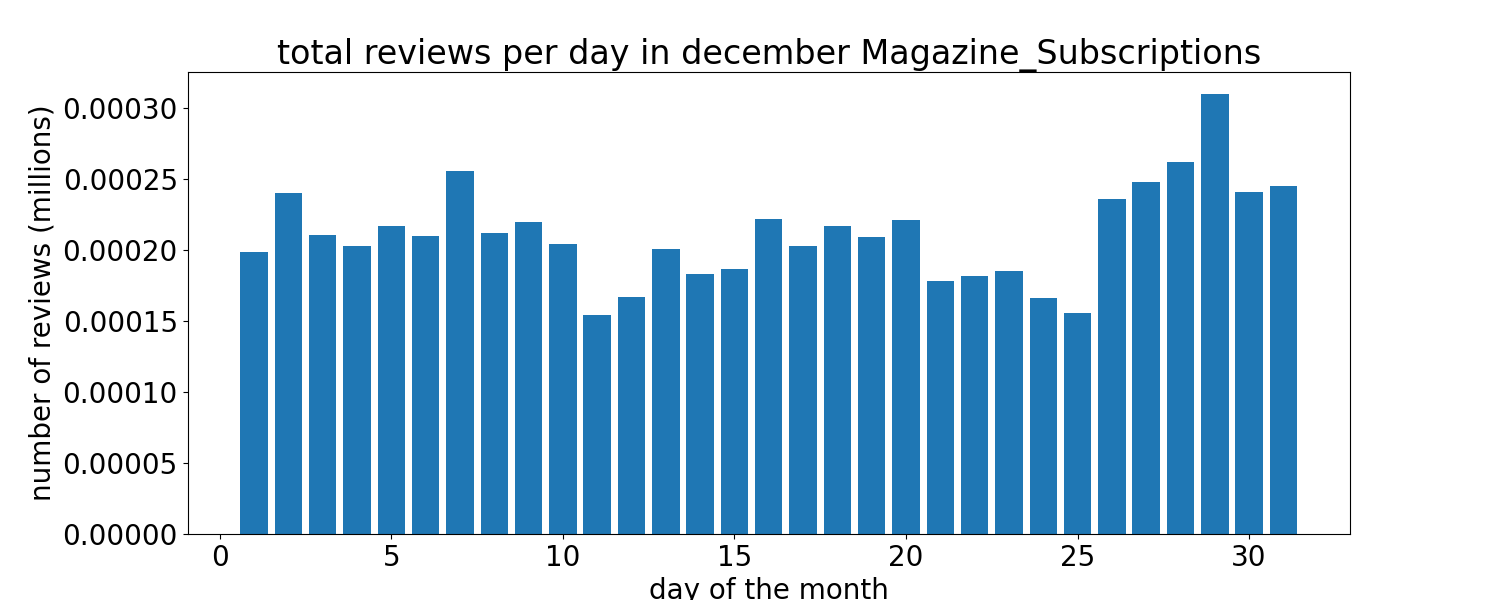 total reviews per day in december Magazine_Subscriptions
number of reviews (millions)
0.00030
0.00025
0.00020
0.00015
0.00010
0.00005
0.00000
0 5 10 15 20 25 30
day of the month